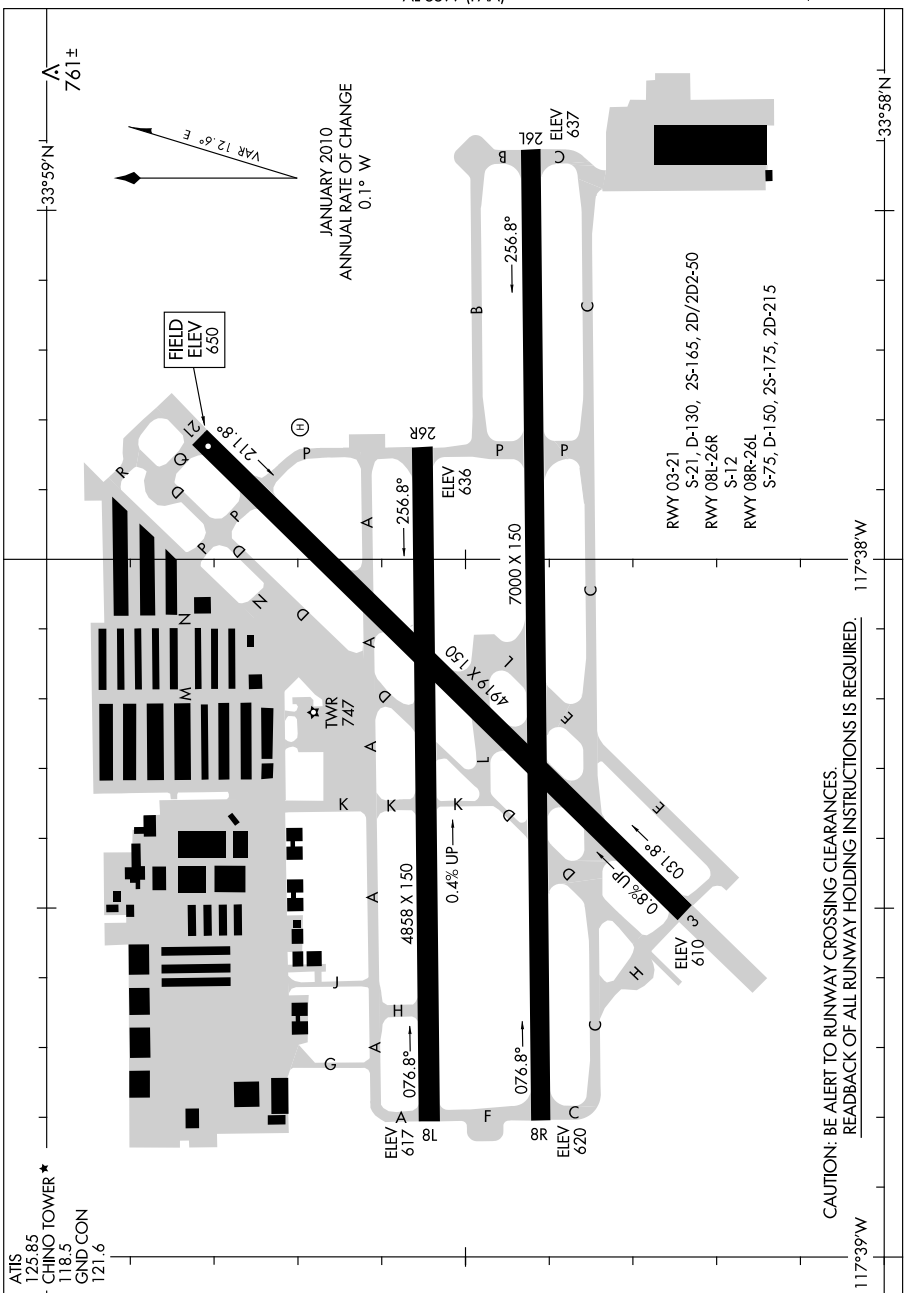 AL-5577 (FAA)
ATIS
125.85
CHINO TOWER ★
118.5
GND CON
121.6
33°59'N
761±
VAR 12.6° E
JANUARY 2010
ANNUAL RATE OF CHANGE
0.1° W
FIELD
ELEV
650
21
211.8°
R
Q
D
P
P
D
N
N
D
W
H
P
A
26R
256.8°
ELEV
636
A
D
A
TWR
747
4919 X 150
K
K
K
L
L
0.4% UP
4858 X 150
A
J
H
G
A
076.8°
A
ELEV
617
8L
F
B
256.8°
B
26L
ELEV
637
C
P
P
7000 X 150
C
C
E
E
D
D
0.8% UP
031.8°
3
ELEV
610
H
C
076.8°
8R
ELEV
620
C
RWY 03-21
S-21, D-130, 2S-165, 2D/2D2-50
RWY 08L-26R
S-12
RWY 08R-26L
S-75, D-150, 2S-175, 2D-215
33°58'N
117°38'W
117°39'W
CAUTION: BE ALERT TO RUNWAY CROSSING CLEARANCES.
READBACK OF ALL RUNWAY HOLDING INSTRUCTIONS IS REQUIRED.